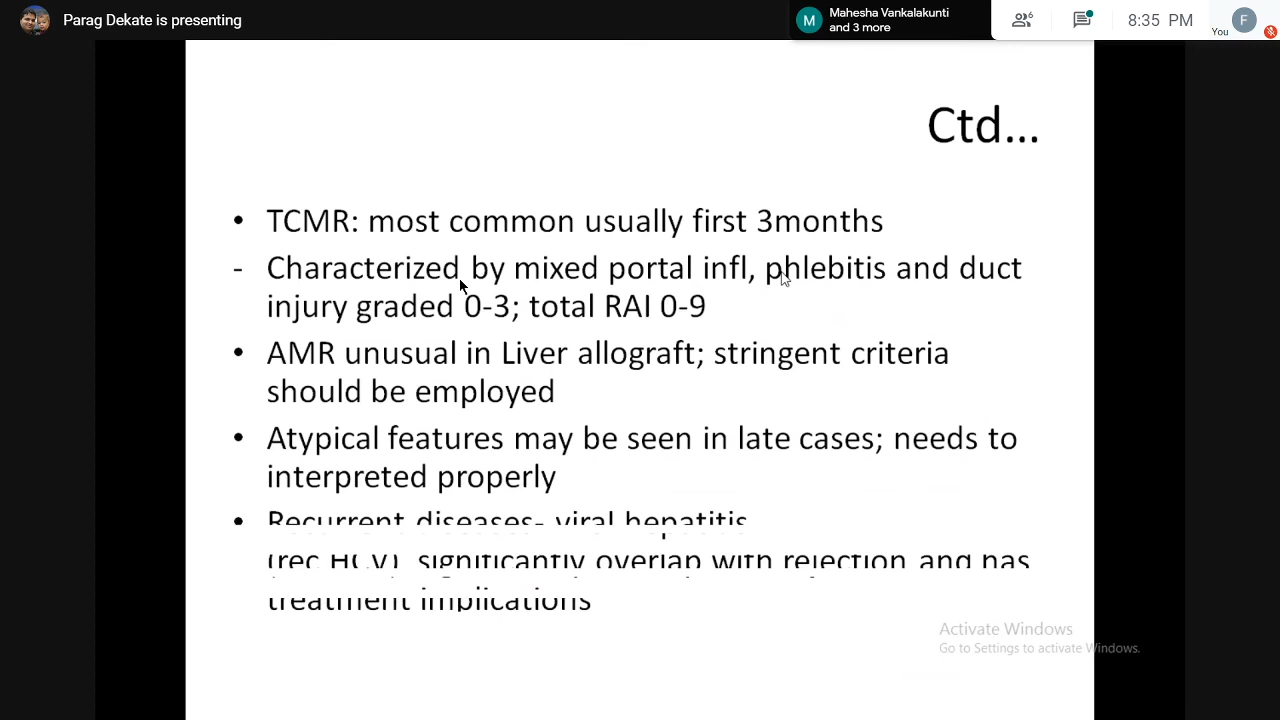 Parag Dekate is presenting
M
Mahesha Vankalakunti
and 3 more
6
8:35 PM
You
F
Ctd...
• TCMR: most common usually first 3months
- Characterized by mixed portal infl, phlebitis and duct
injury graded 0-3; total RAI 0-9
• AMR unusual in Liver allograft; stringent criteria
should be employed
• Atypical features may be seen in late cases; needs to
interpreted properly
• Recurrent diseases- viral hepatitis
(rec HCV) significantly overlap with rejection and has
treatment implications
Activate Windows
Go to Settings to activate Windows.